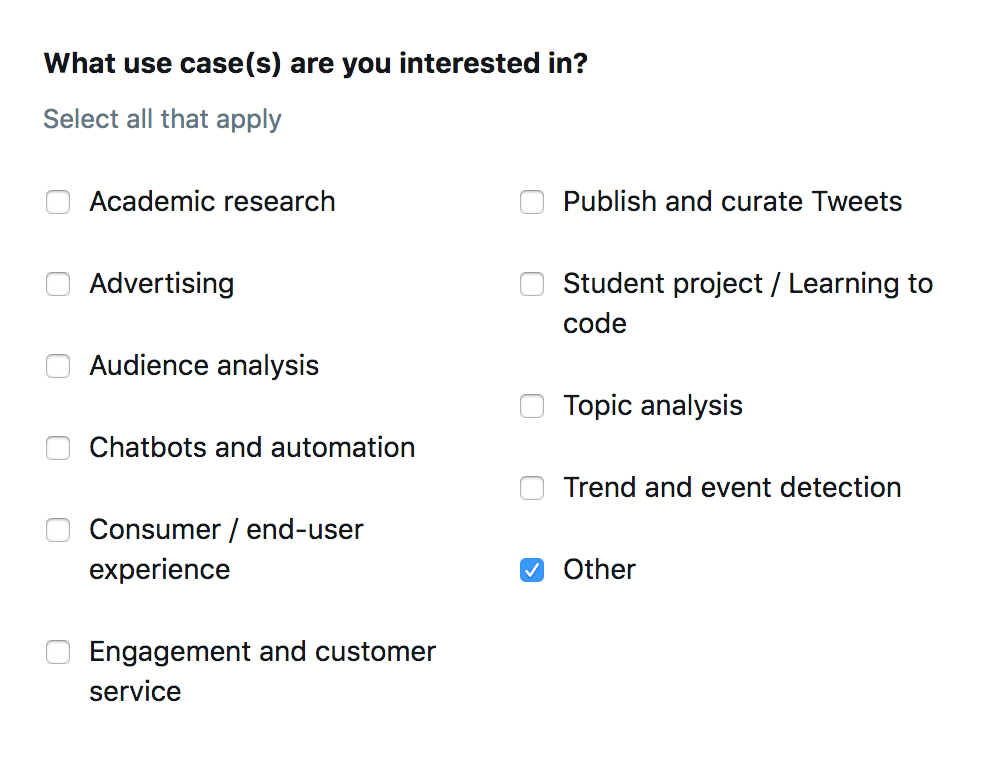 What use case(s) are you interested in?
Select all that apply
Academic research
Advertising
Audience analysis
Chatbots and automation
Consumer / end-user
experience
Engagement and customer
service
Publish and curate Tweets
Student project / Learning to
code
Topic analysis
Trend and event detection
Other